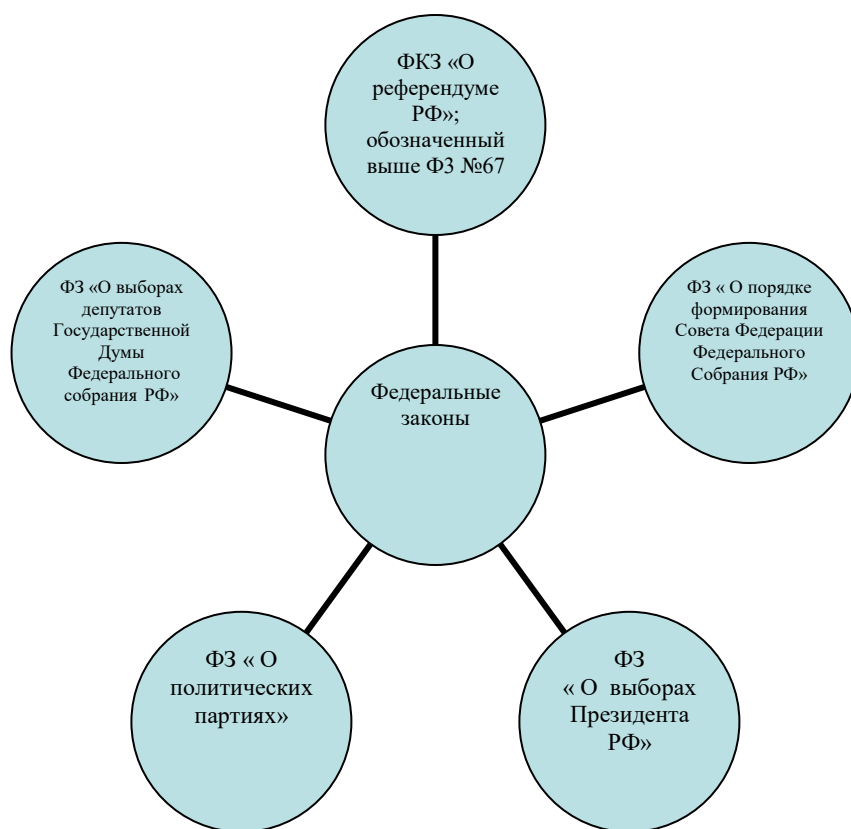 ФКЗ «О
референдуме
РФ»;
обозначенный
выше ФЗ №67
ФЗ «О выборах
депутатов
Государственной
Думы
Федерального
собрания РФ»
ФЗ « О порядке
формирования
Совета Федерации
Федерального
Собрания РФ»
Федеральные
законы
ФЗ « О
политических
партиях»
ФЗ
« О выборах
Президента
РФ»